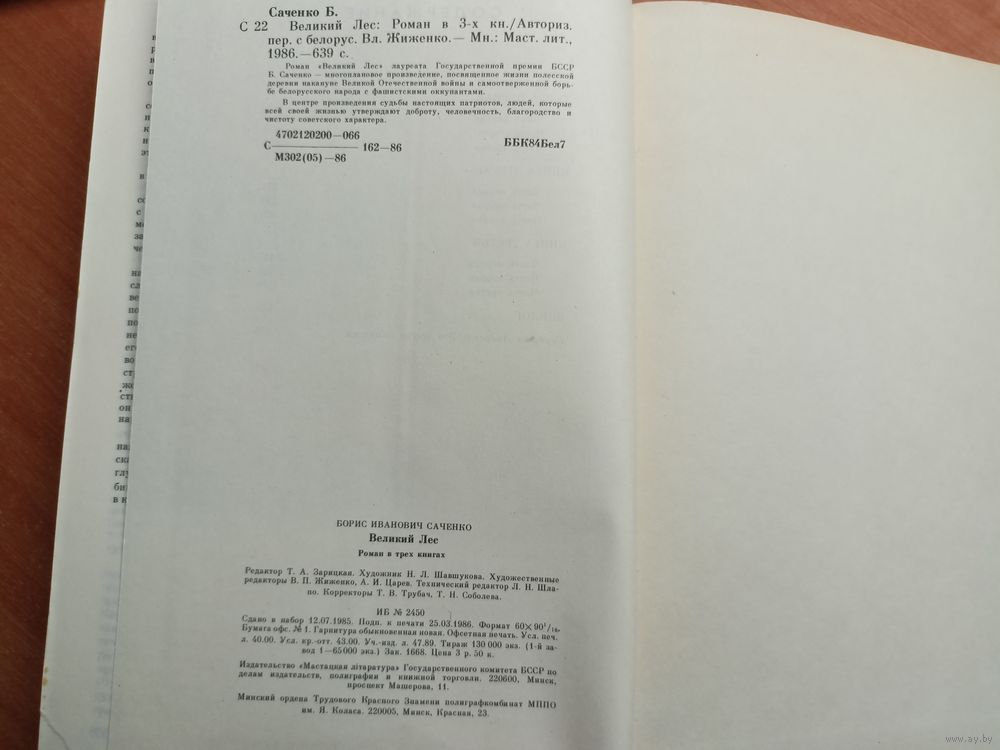 Саченко Б.
С 22 Великий Лес: Роман в 3-х кн./Авториз.
пер. с белорус. Вл. Жиженко.— Мн.: Маст. лит.,
1986.—639 с.
Роман «Великий Лес» лауреата Государственной премии БССР
Б. Саченко — многоплановое произведение, посвященное жизни полесской
деревни накануне Великой Отечественной войны и самоотверженной борь-
бе белорусского народа с фашистскими оккупантами.
В центре произведения судьбы настоящих патриотов, людей, которые
всей своей жизнью утверждают доброту, человечность, благородство и
чистоту советского характера.
4702120200—066
С 162—86 ББК84Бел7
М302(05)—86
БОРИС ИВАНОВИЧ САЧЕНКО
Великий Лес
Роман в трех книгах
Редактор Т. А. Зарицкая. Художник Н. Л. Шавшукова. Художественные
редакторы В. П. Жиженко, А. И. Царев. Технический редактор Л. Н. Шла-
по. Корректоры Т. В. Трубач, Т. Н. Соболева.
ИБ № 2450
Сдано в набор 12.07.1985. Подп. к печати 25.03.1986. Формат 60×90¹/₁₆.
Бумага офс. № 1. Гарнитура обыкновенная новая. Офсетная печать. Усл. печ.
л. 40.00. Усл. кр.-отт. 43.00. Уч.-изд. л. 47.89. Тираж 130 000 экз. (1-й за-
вод 1—65000 экз.) Зак. 1668. Цена 3 р. 50 к.
Издательство «Мастацкая літаратура» Государственного комитета БССР по
делам издательств, полиграфии и книжной торговли. 220600, Минск,
проспект Машерова, 11.
Минский ордена Трудового Красного Знамени полиграфкомбинат МППО
им. Я. Коласа. 220005, Минск, Красная, 23.
www.ay.by